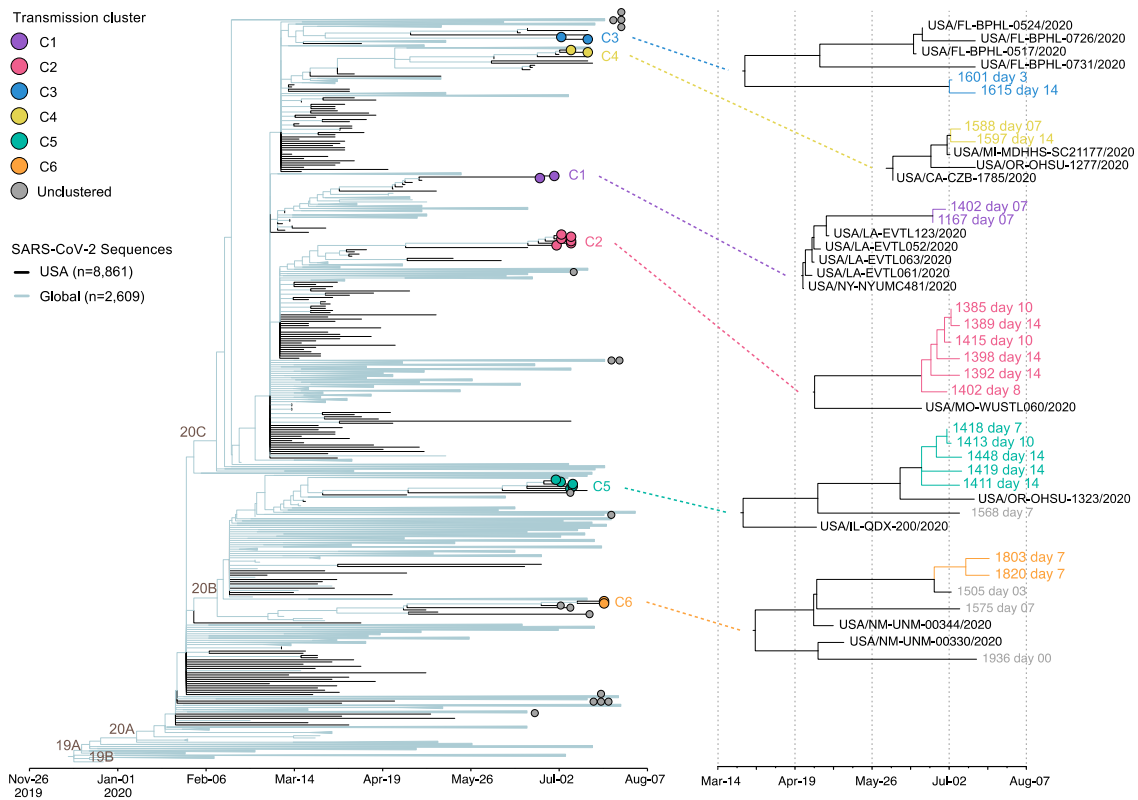 Transmission cluster
C1
C2
C3
C4
C5
C6
Unclustered
SARS-CoV-2 Sequences
USA (n=8,861)
Global (n=2,609)
C3
C4
C1
C2
C5
C6
20C
20B
20A
19A
19B
Nov-26
2019
Jan-01
2020
Feb-06
Mar-14
Apr-19
May-26
Jul-02
Aug-07
USA/FL-BPHL-0524/2020
USA/FL-BPHL-0726/2020
USA/FL-BPHL-0517/2020
USA/FL-BPHL-0731/2020
1601 day 3
1615 day 14
1588 day 07
1597 day 14
USA/MI-MDHHS-SC21177/2020
USA/OR-OHSU-1277/2020
USA/CA-CZB-1785/2020
1402 day 07
1167 day 07
USA/LA-EVTL123/2020
USA/LA-EVTL052/2020
USA/LA-EVTL063/2020
USA/LA-EVTL061/2020
USA/NY-NYUMC481/2020
1385 day 10
1389 day 14
1415 day 10
1398 day 14
1392 day 14
1402 day 8
USA/MO-WUSTL060/2020
1418 day 7
1413 day 10
1448 day 14
1419 day 14
1411 day 14
USA/OR-OHSU-1323/2020
1568 day 7
USA/IL-QDX-200/2020
1803 day 7
1820 day 7
1505 day 03
1575 day 07
USA/NM-UNM-00344/2020
USA/NM-UNM-00330/2020
1936 day 00
Mar-14
Apr-19
May-26
Jul-02
Aug-07